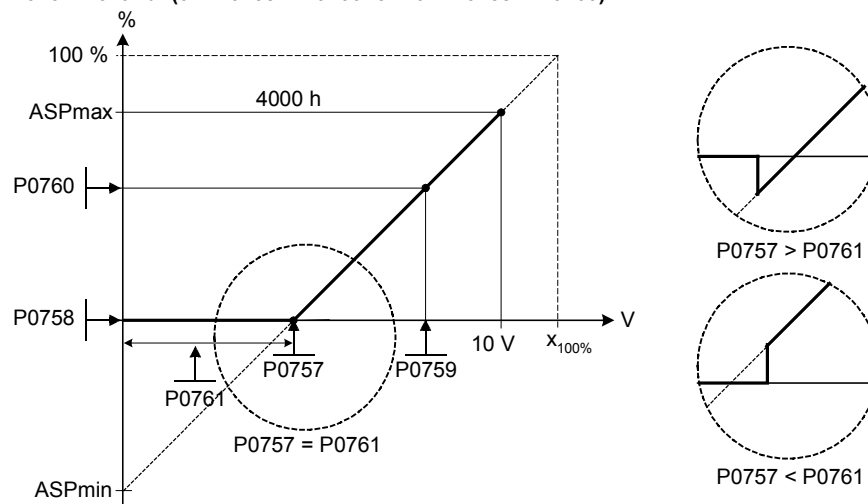 %
100 %
ASPmax
4000 h
P0760
P0758
V
10 V
x100%
P0757
P0759
P0761
P0757 = P0761
ASPmin
P0757 > P0761
P0757 < P0761